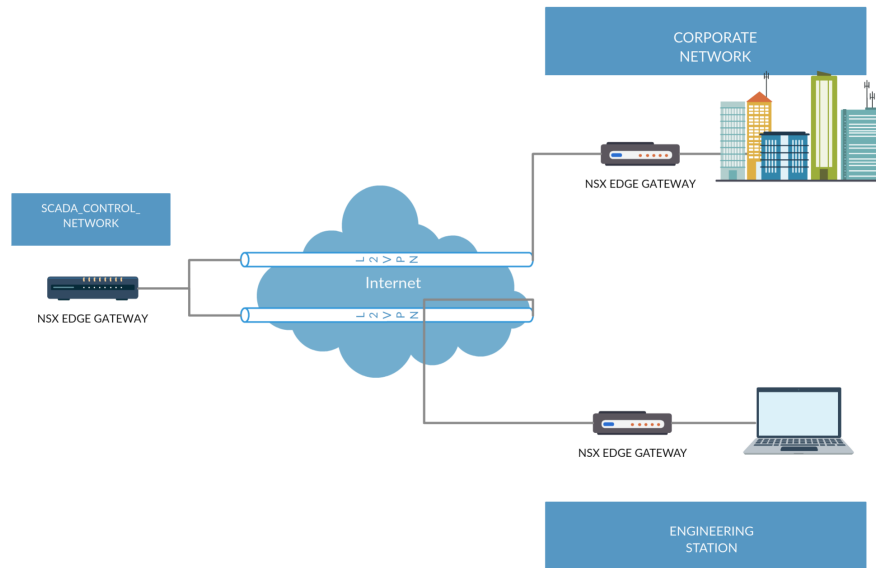 CORPORATE
NETWORK
NSX EDGE GATEWAY
SCADA_CONTROL_
NETWORK
NSX EDGE GATEWAY
L2VPN
Internet
L2VPN
NSX EDGE GATEWAY
ENGINEERING
STATION